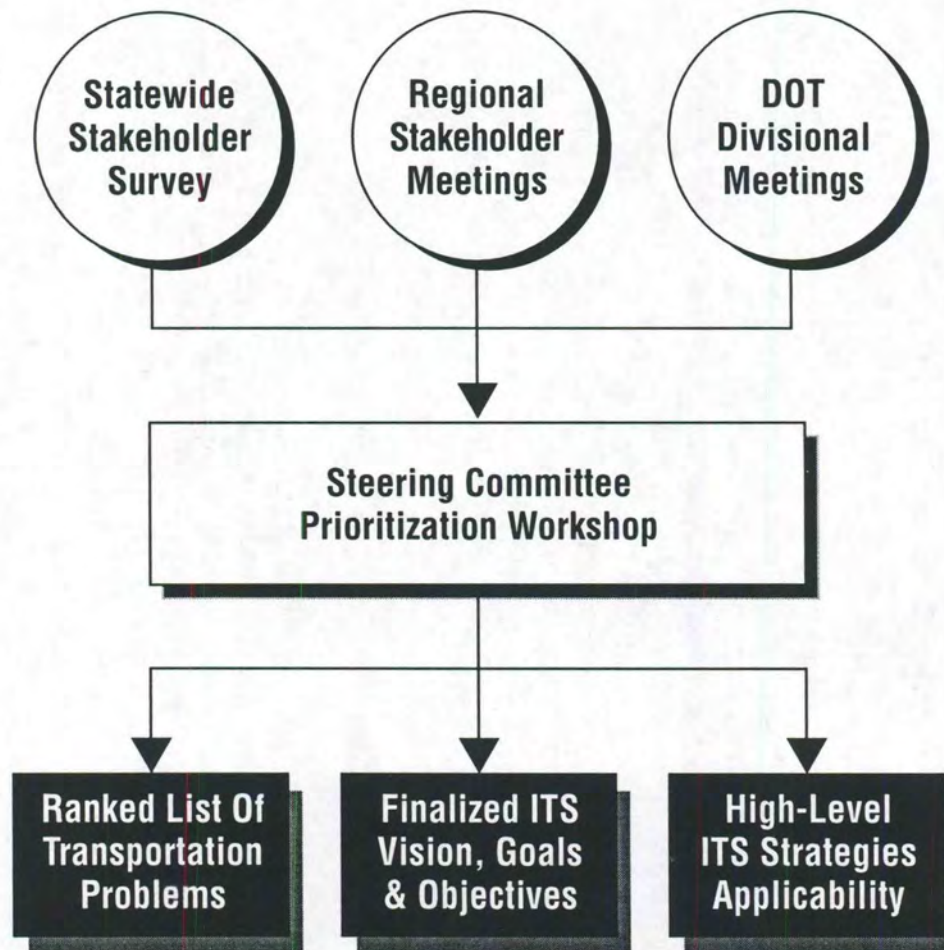 Statewide
Stakeholder
Survey
Regional
Stakeholder
Meetings
DOT
Divisional
Meetings
Steering Committee
Prioritization Workshop
Ranked List Of
Transportation
Problems
Finalized ITS
Vision, Goals
& Objectives
High-Level
ITS Strategies
Applicability